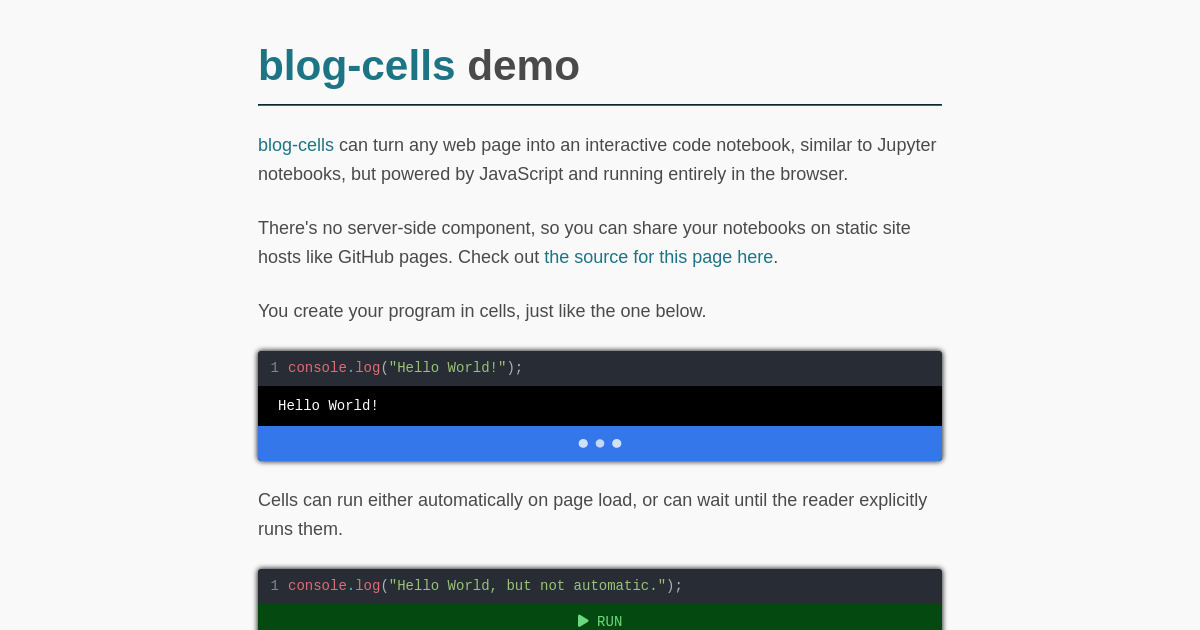 blog-cells demo
blog-cells can turn any web page into an interactive code notebook, similar to Jupyter
notebooks, but powered by JavaScript and running entirely in the browser.
There's no server-side component, so you can share your notebooks on static site
hosts like GitHub pages. Check out the source for this page here.
You create your program in cells, just like the one below.
1 console.log("Hello World!");
Hello World!
Cells can run either automatically on page load, or can wait until the reader explicitly
runs them.
1 console.log("Hello World, but not automatic.");
RUN